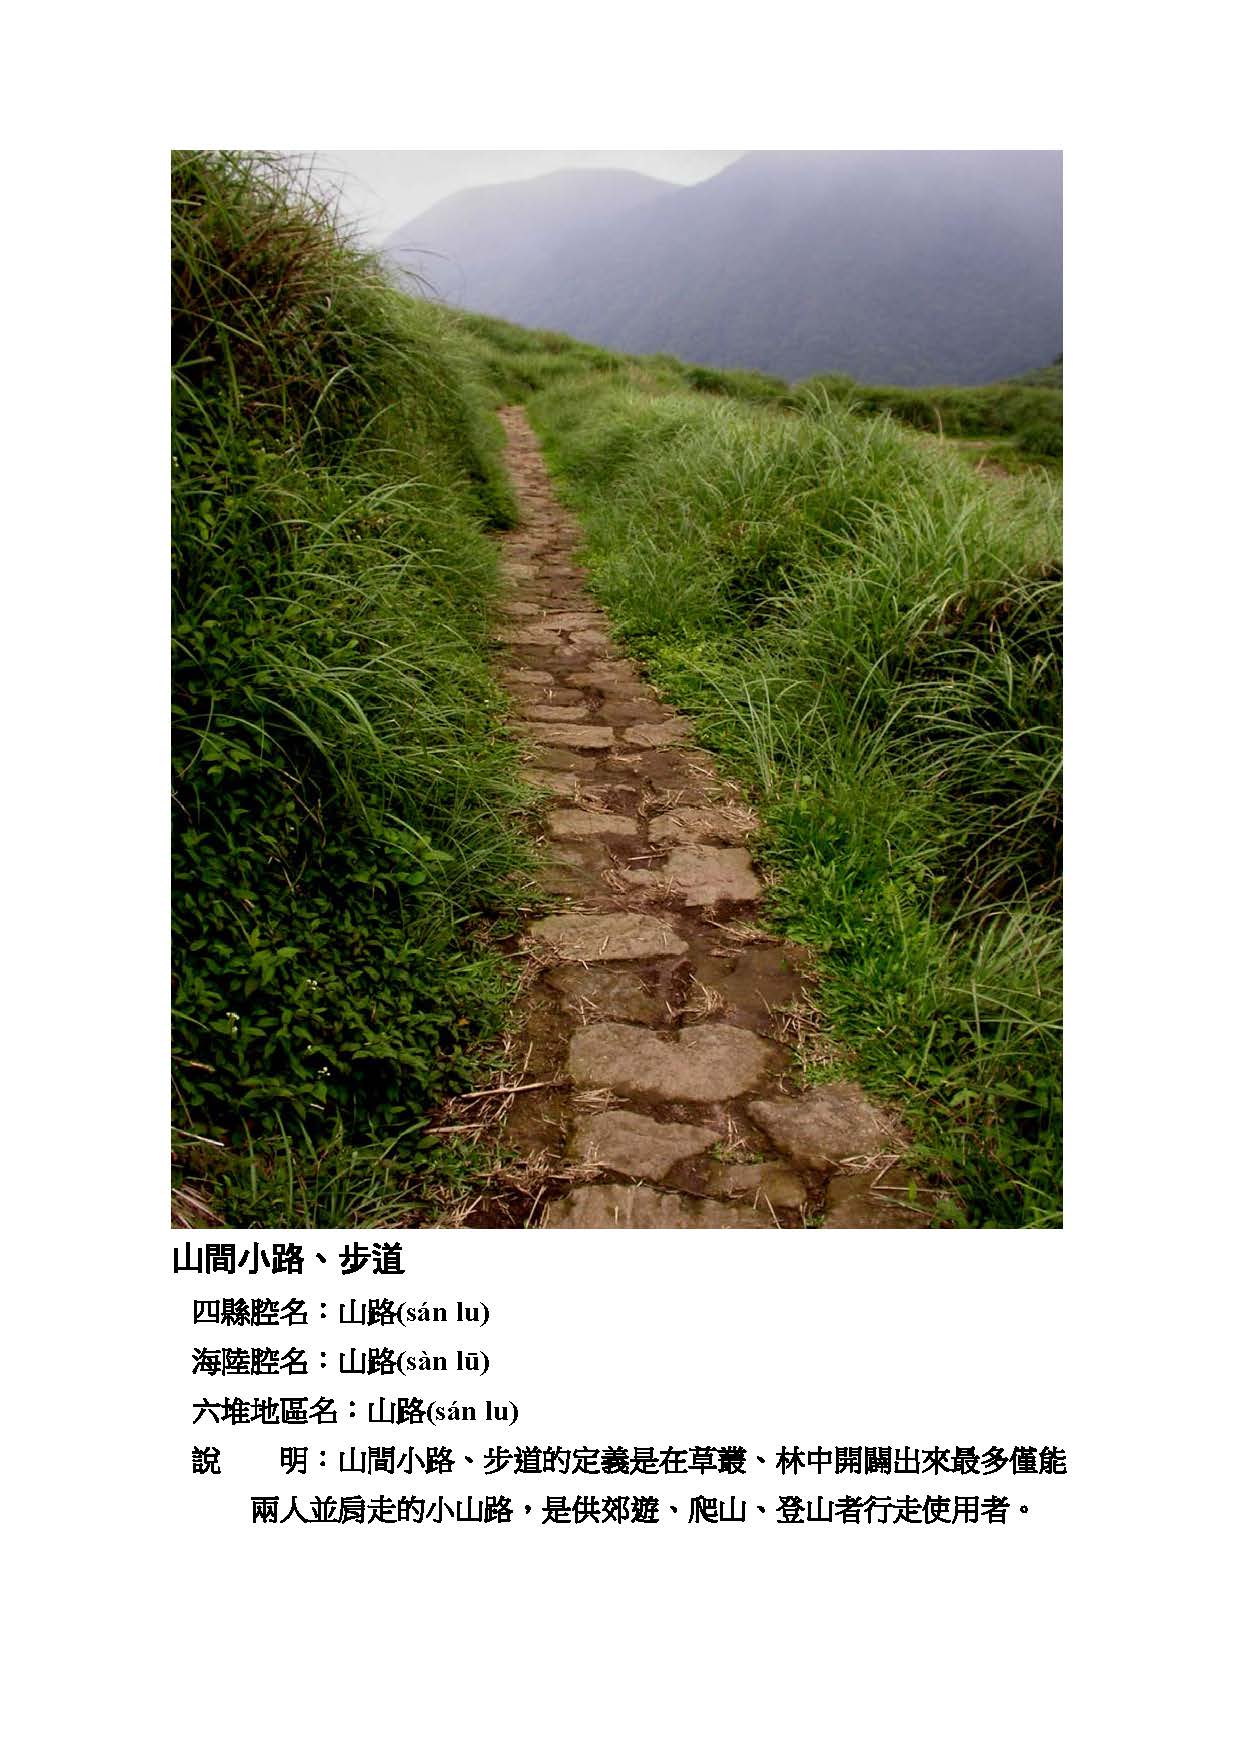 山間小路、步道
四縣腔名：山路(sán lu)
海陸腔名：山路(sàn lū)
六堆地區名：山路(sán lu)
說　　明：山間小路、步道的定義是在草叢、林中開闢出來最多僅能
兩人並肩走的小山路，是供郊遊、爬山、登山者行走使用者。